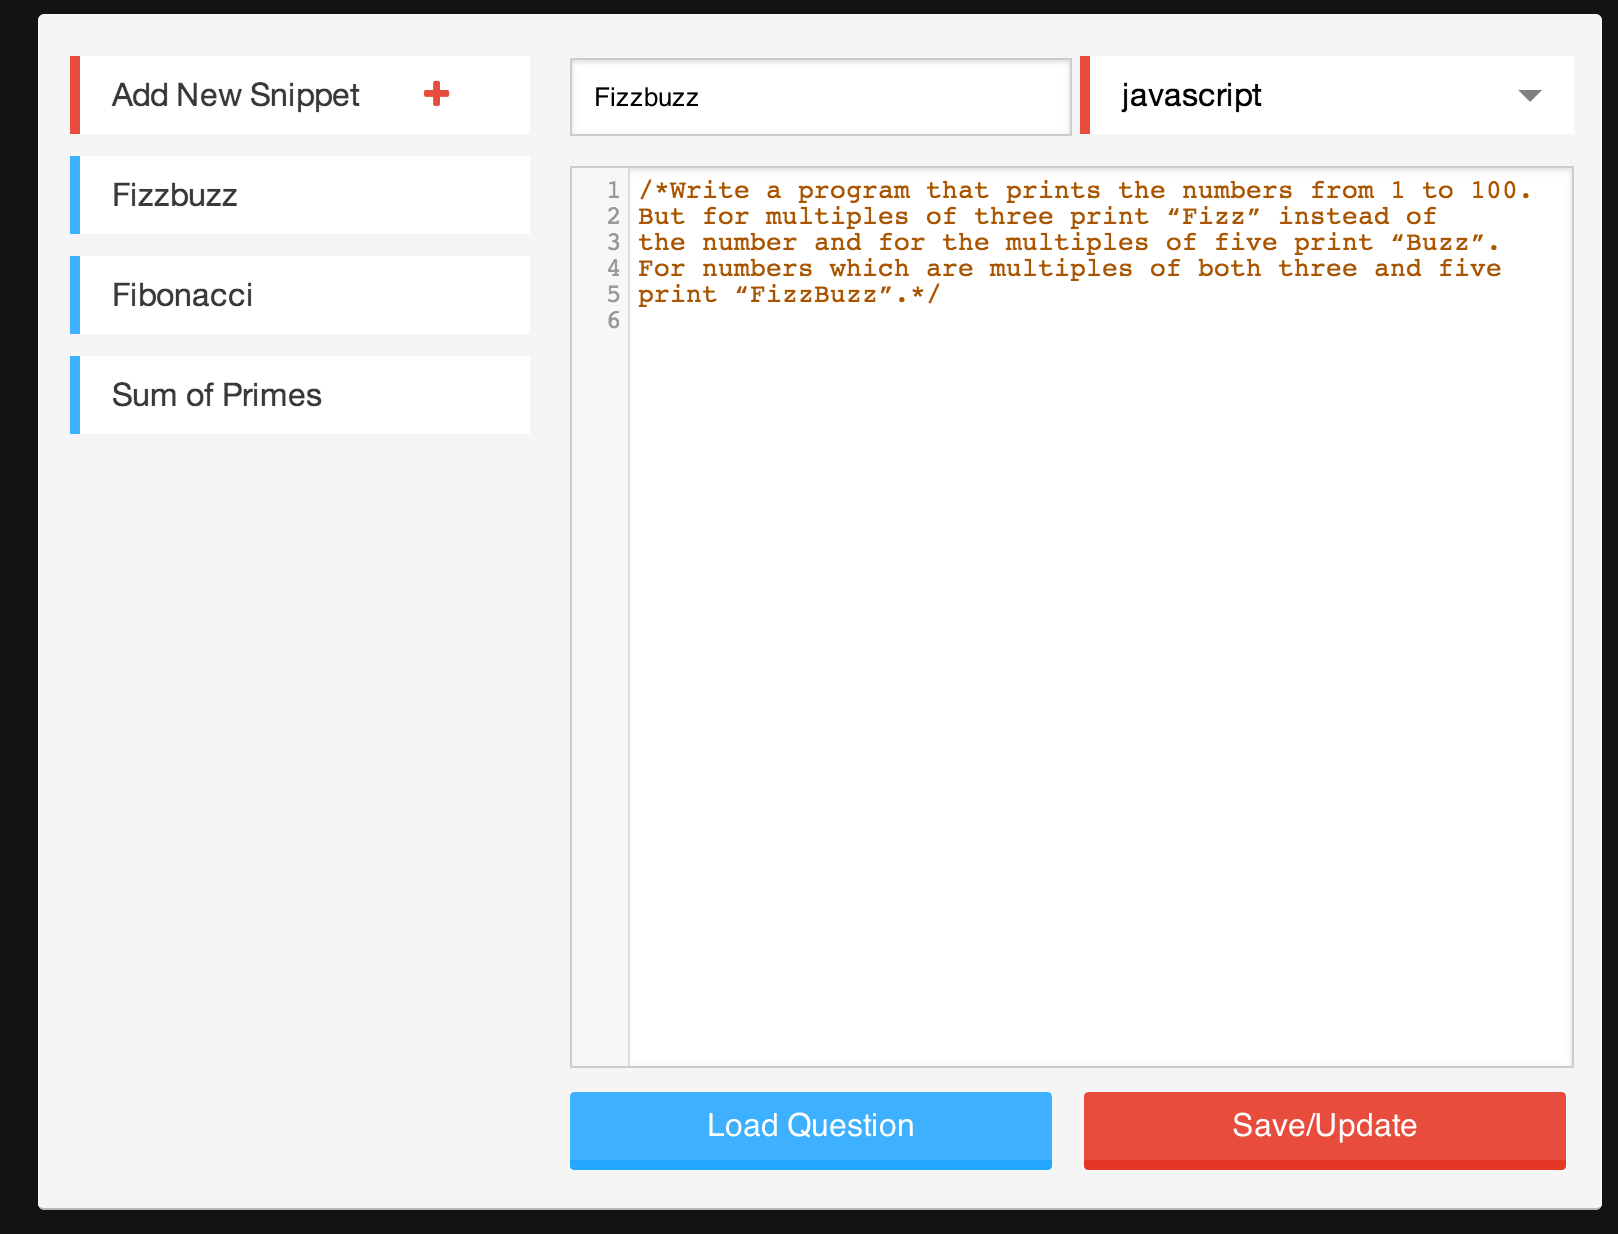 Add New Snippet
Fizzbuzz
Fibonacci
Sum of Primes
Fizzbuzz
javascript
1 /*Write a program that prints the numbers from 1 to 100.
2 But for multiples of three print “Fizz” instead of
3 the number and for the multiples of five print “Buzz”.
4 For numbers which are multiples of both three and five
5 print “FizzBuzz”.*/
6
Load Question
Save/Update